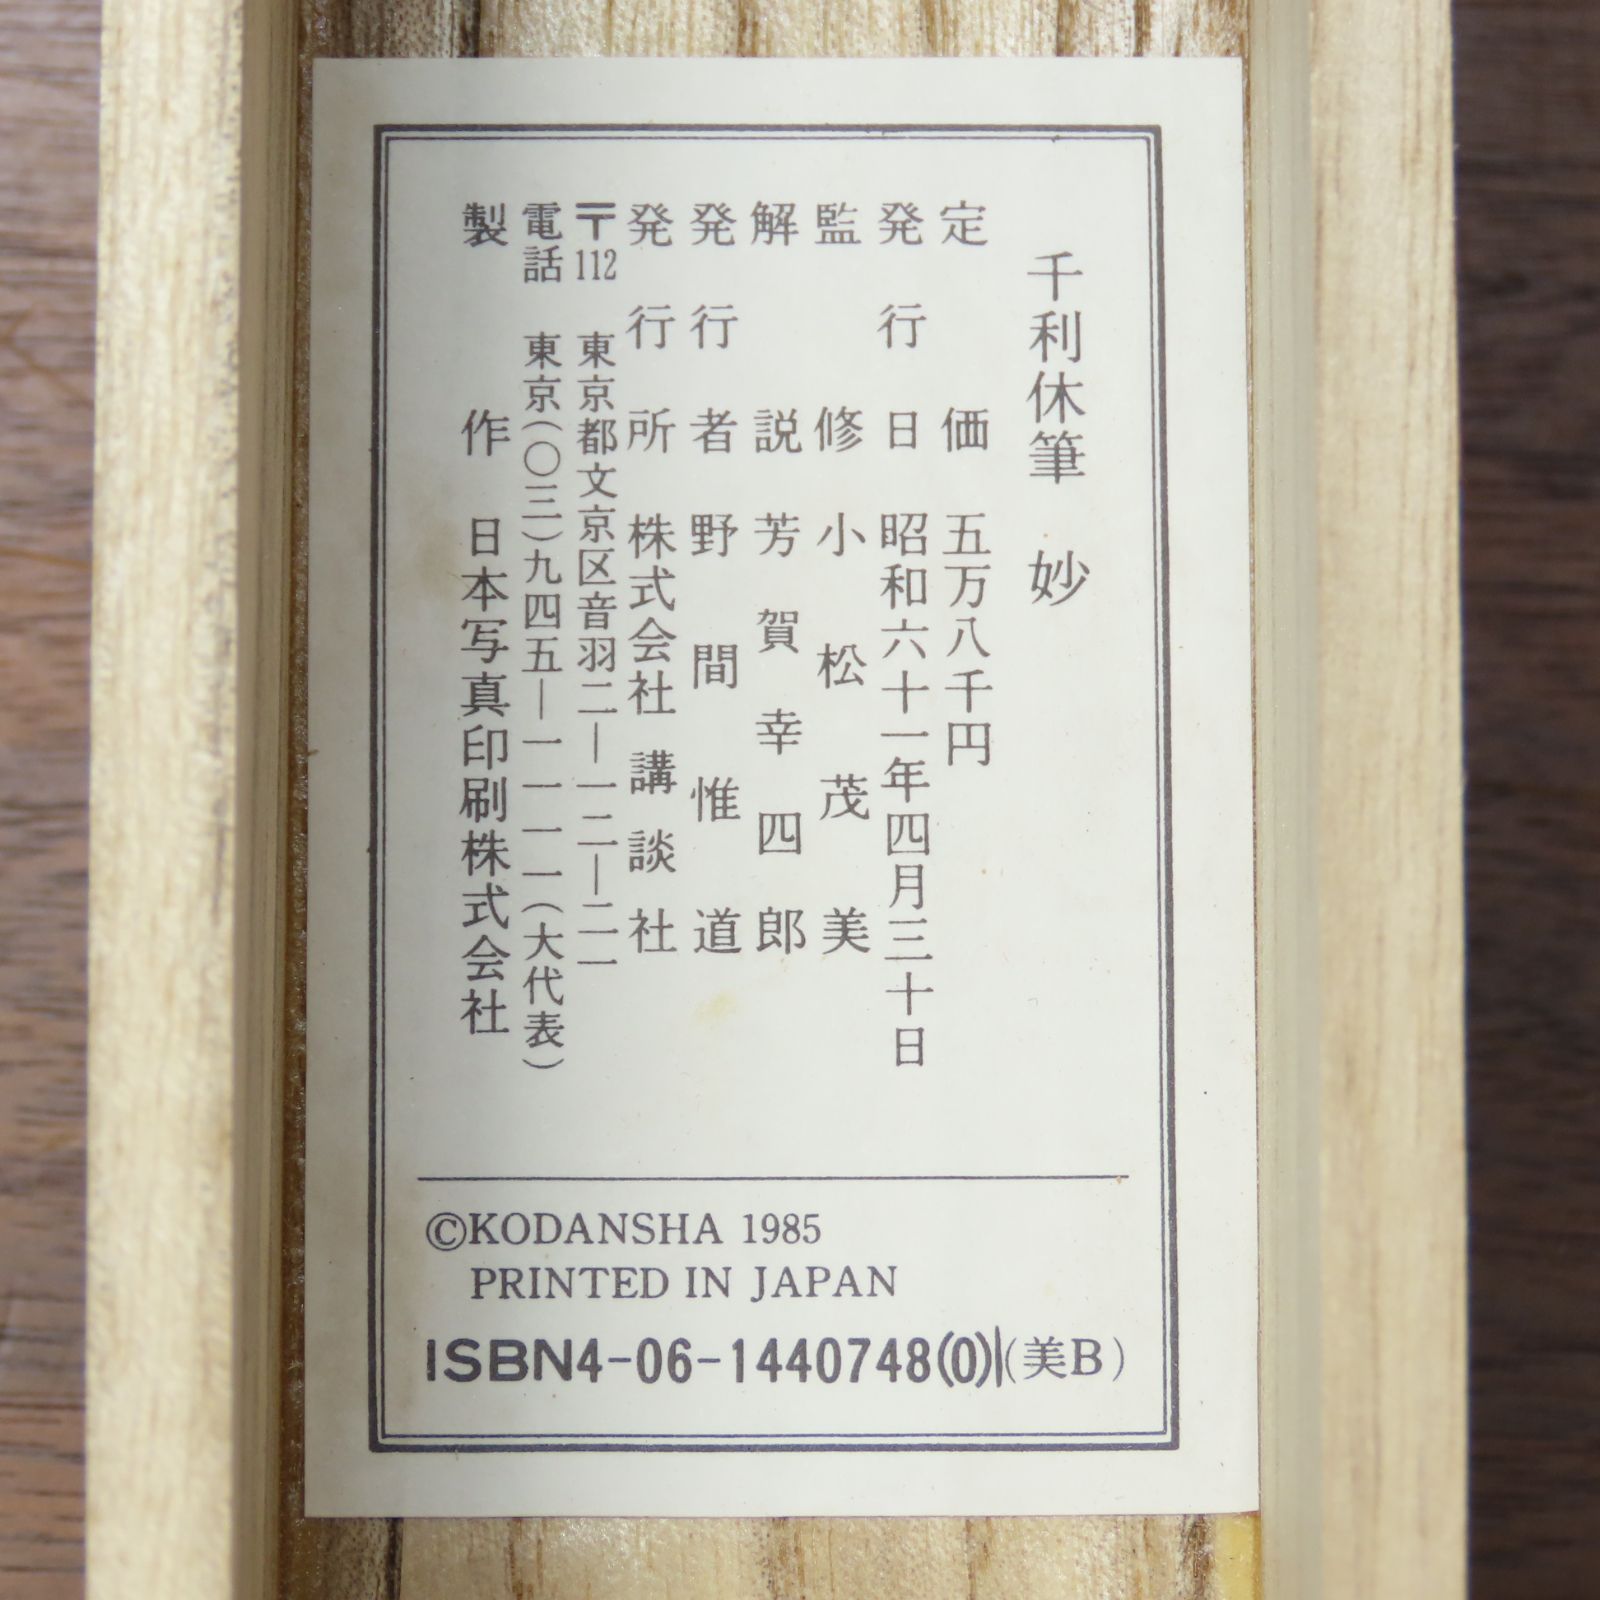 千利休筆 妙
定価 五万八千円
発行日 昭和六十一年四月三十日
監修 小松茂美
解説 芳賀幸四郎
発行者 野間惟道
発行所 株式会社 講談社
〒112 東京都文京区音羽二―一二―二一
電話 東京(〇三)九四五―一一一一(大代表)
製作 日本写真印刷株式会社
©KODANSHA 1985
PRINTED IN JAPAN
ISBN4-06-1440748(0)(美B)